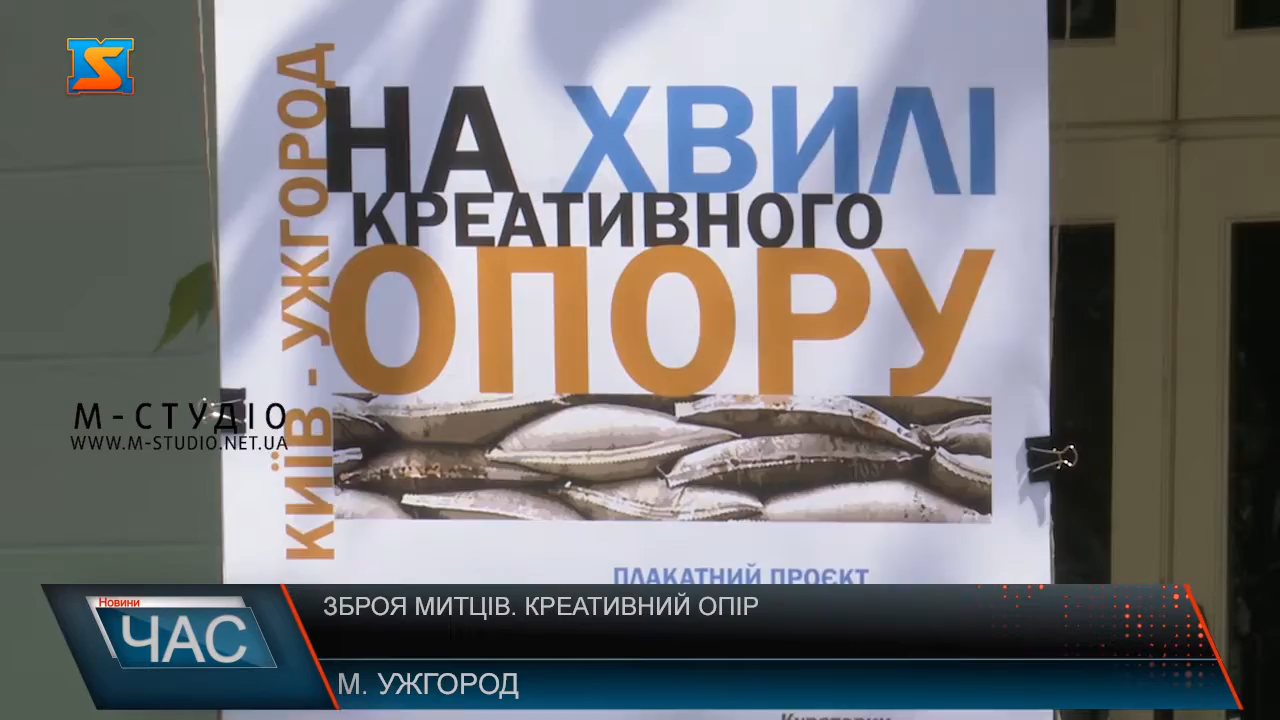 КИЇВ - УЖГОРОД
НА ХВИЛІ
КРЕАТИВНОГО
ОПОРУ
М-СТУДІО
WWW.M-STUDIO.NET.UA
ПЛАКАТНИЙ ПРОЄКТ
Новини
ЧАС
ЗБРОЯ МИТЦІВ. КРЕАТИВНИЙ ОПІР
М. УЖГОРОД